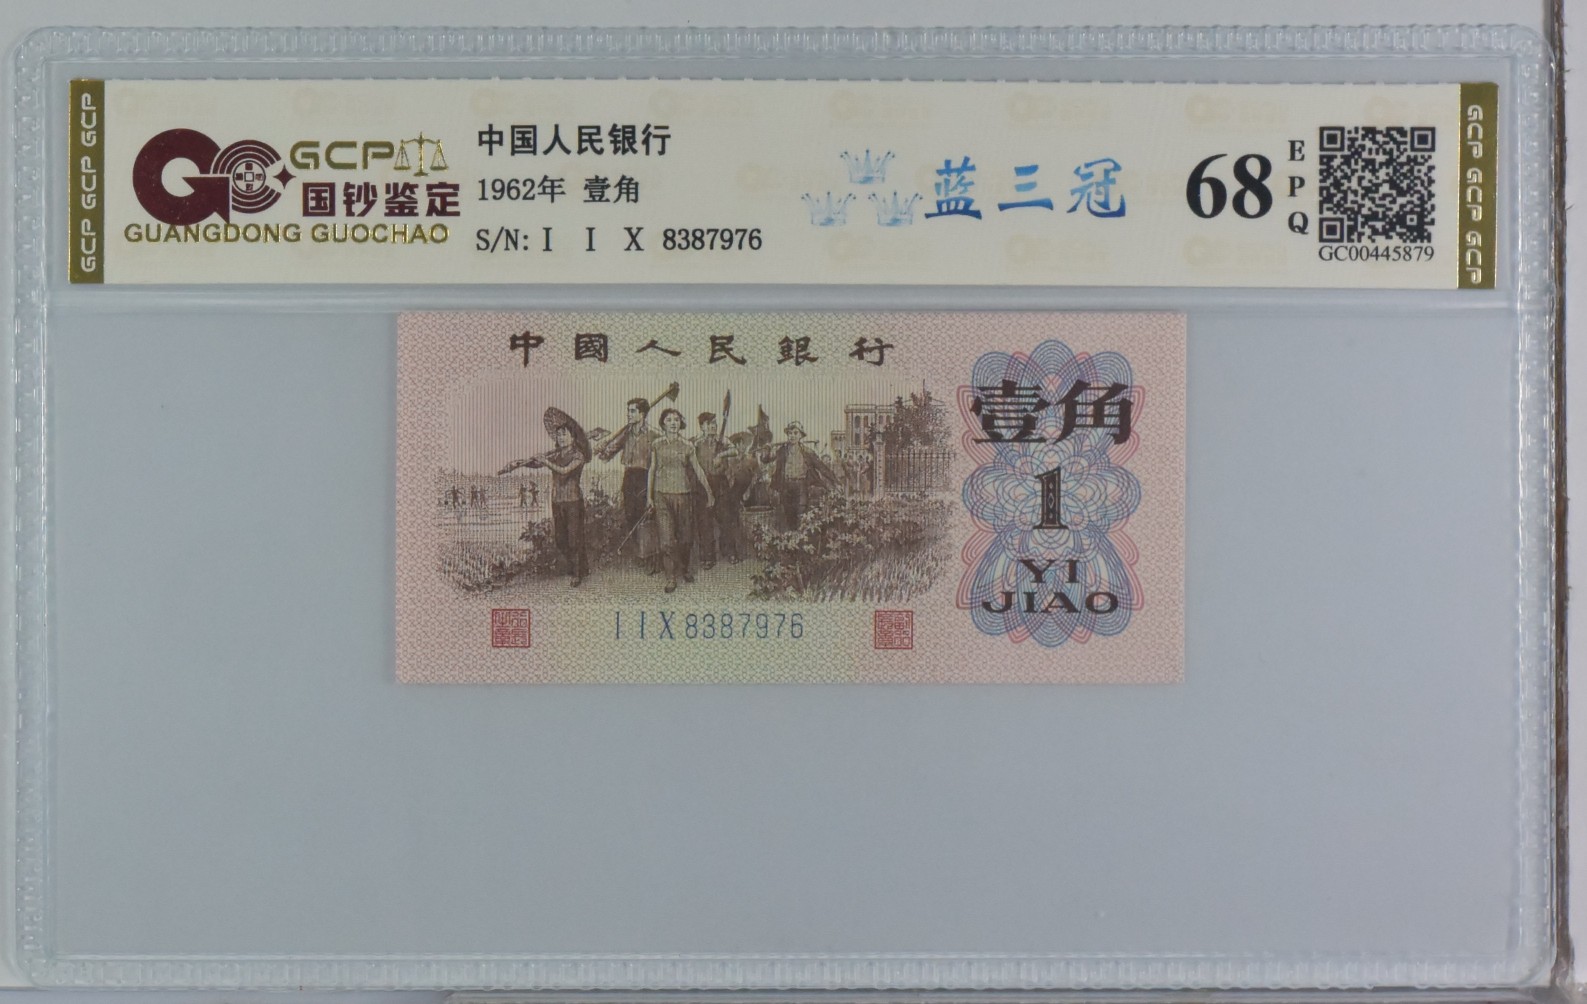 GCP GCP GCP
GCP
国钞鉴定
GUANGDONG GUOCHAO
中国人民银行
1962年 壹角
S/N: I I X 8387976
蓝三冠
68
EPQ
GC00445879
GCP GCP GCP
中國人民銀行
壹角
1
YI
JIAO
I I X 8387976